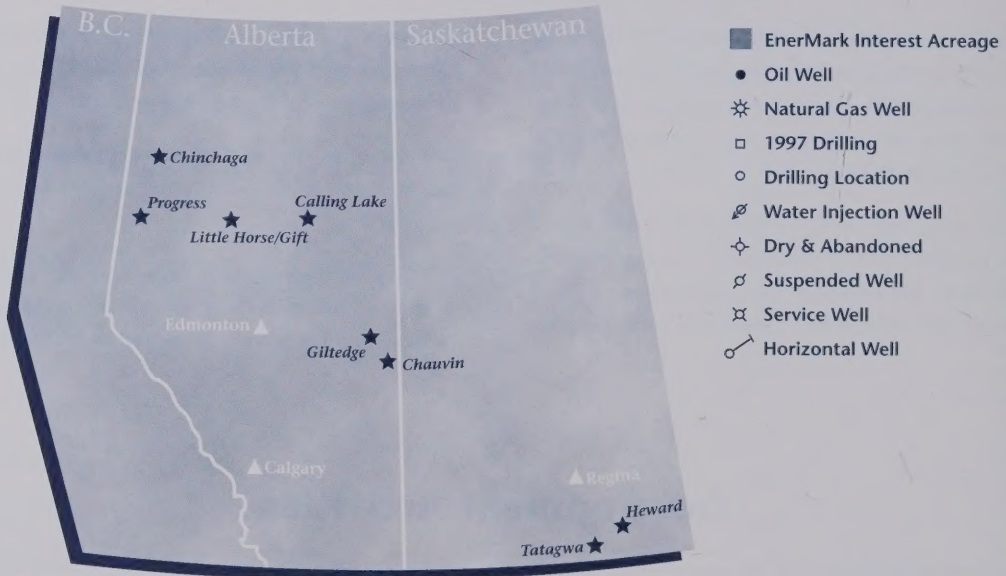 B.C.
Alberta
Saskatchewan
Chinchaga
Progress
Calling Lake
Little Horse/Gift
Edmonton
Giltedge
Chauvin
Calgary
Regina
Heward
Tatagwa
EnerMark Interest Acreage
Oil Well
Natural Gas Well
1997 Drilling
Drilling Location
Water Injection Well
Dry & Abandoned
Suspended Well
Service Well
Horizontal Well